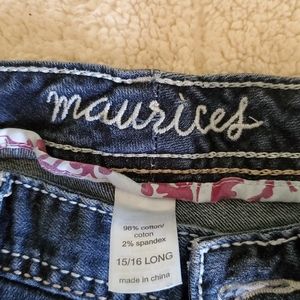 maurices
98% cotton/
coton
2% spandex
15/16 LONG
made in china